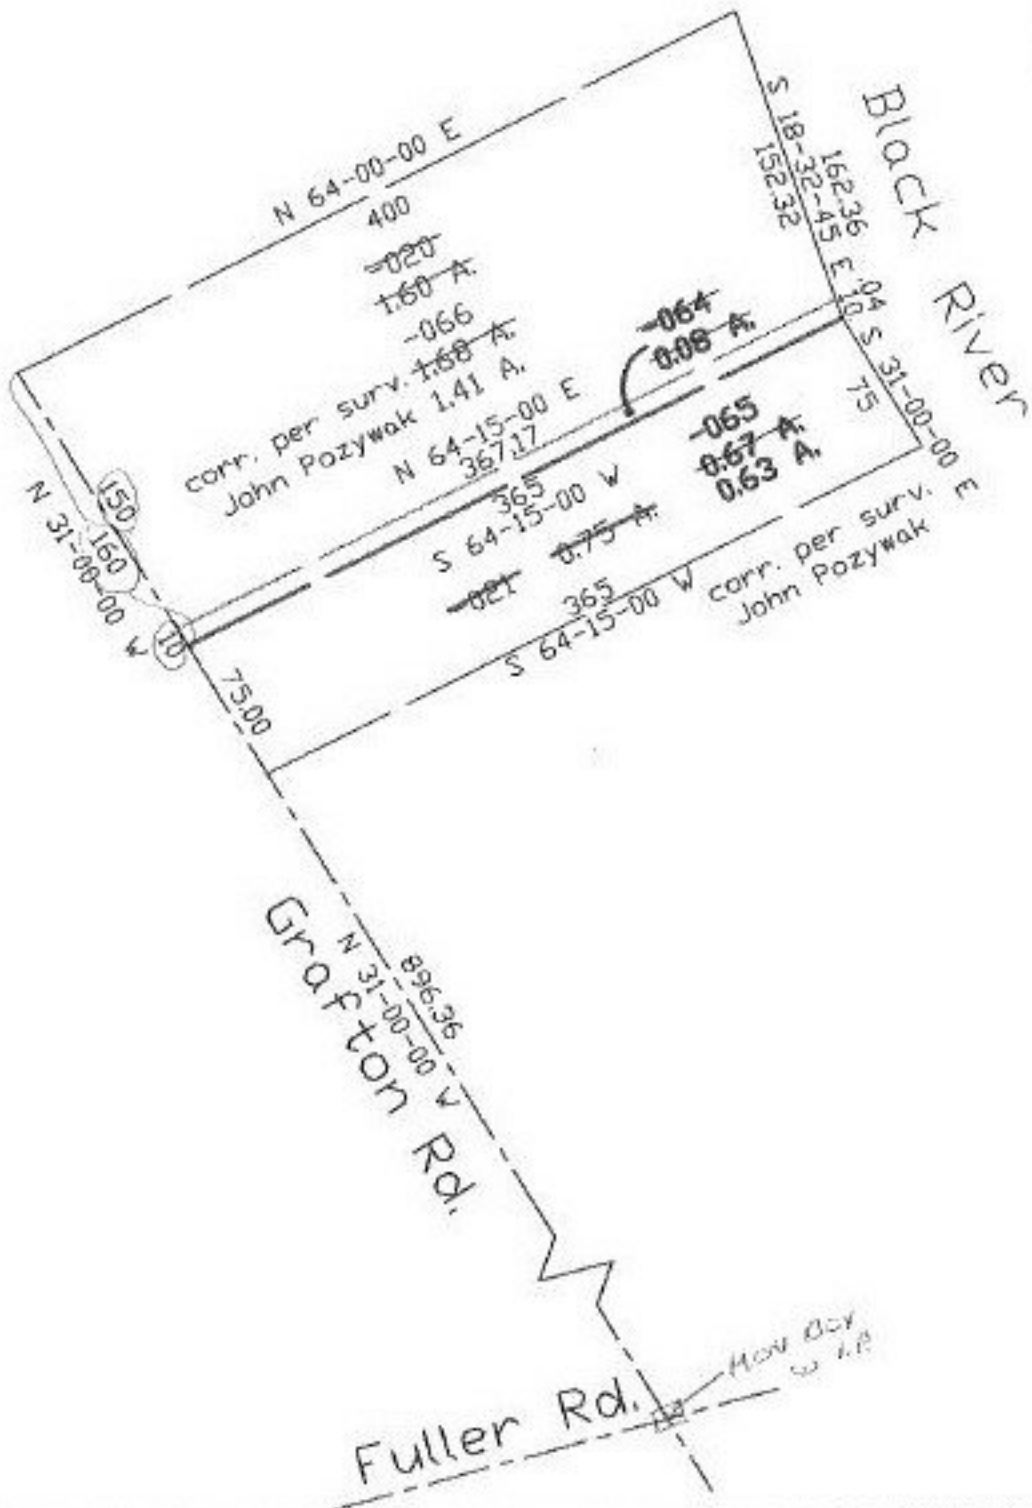 N 64-00-00 E
400
-020
1.60 A.
-066
corr. per surv. 1.68 A.
John Pozywak 1.41 A.
Black River
S 18-32-45 E
162.36
152.32
10.04
S 31-00-00 E
75
-064
0.08 A.
N 64-15-00 E
367.17
365
S 64-15-00 W
-065
0.67 A.
0.63 A.
0.75 A.
-021
365
S 64-15-00 W
corr. per surv.
John Pozywak
150
160
N 31-00-00 W
10
75.00
896.36
N 31-00-00 W
Grafton Rd.
Mon Box
Fuller Rd.